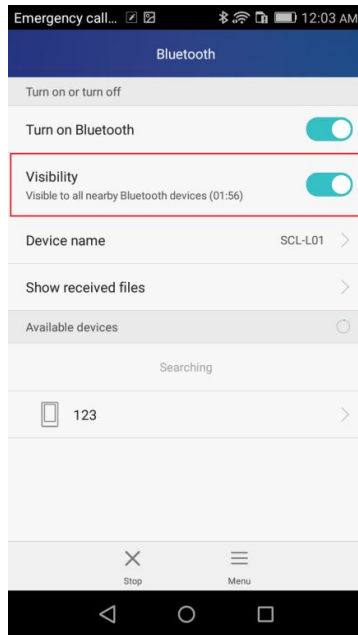 Emergency call... 12:03 AM
Bluetooth
Turn on or turn off
Turn on Bluetooth
Visibility
Visible to all nearby Bluetooth devices (01:56)
Device name SCL-L01
Show received files
Available devices
Searching
123
Stop Menu